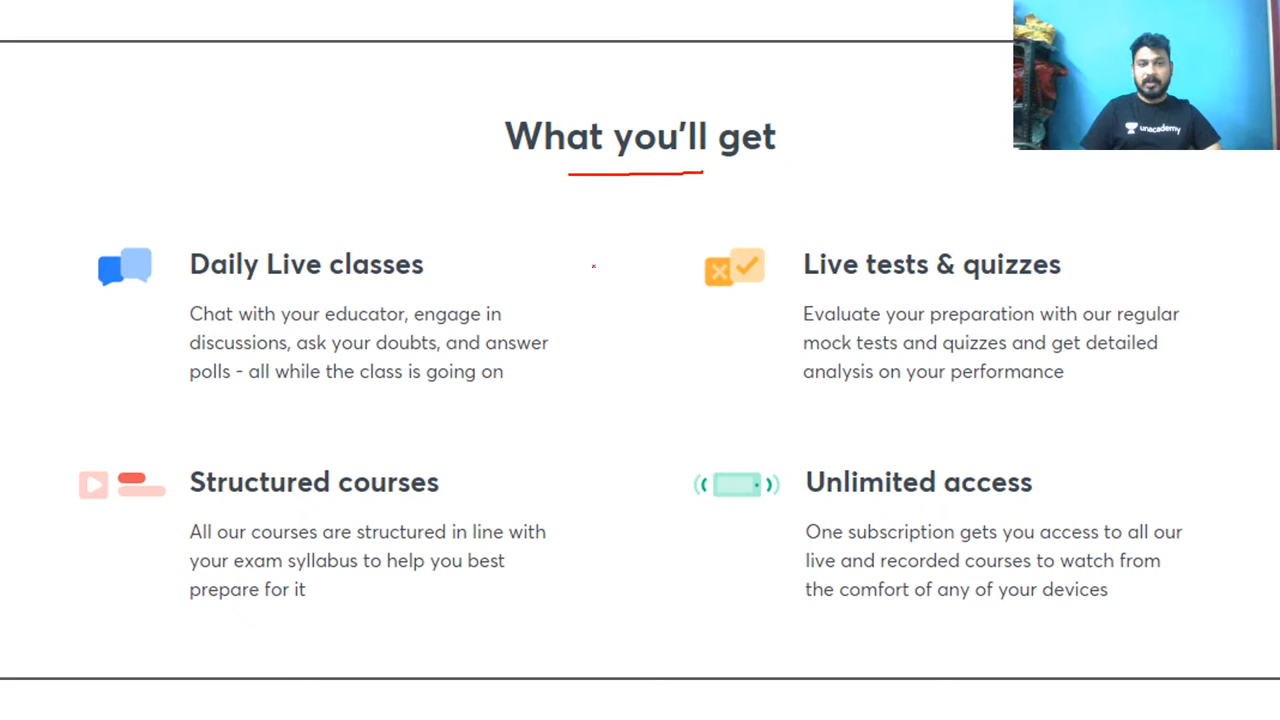 What you'll get
unacademy
Daily Live classes
Chat with your educator, engage in
discussions, ask your doubts, and answer
polls - all while the class is going on
Live tests & quizzes
Evaluate your preparation with our regular
mock tests and quizzes and get detailed
analysis on your performance
Structured courses
All our courses are structured in line with
your exam syllabus to help you best
prepare for it
Unlimited access
One subscription gets you access to all our
live and recorded courses to watch from
the comfort of any of your devices